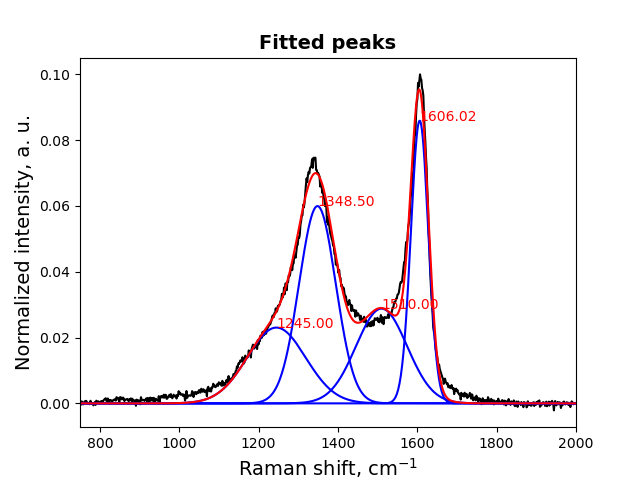 Fitted peaks
Normalized intensity, a. u.
0.10
0.08
0.06
0.04
0.02
0.00
1606.02
1348.50
1510.00
1245.00
800 1000 1200 1400 1600 1800 2000
Raman shift, cm⁻¹